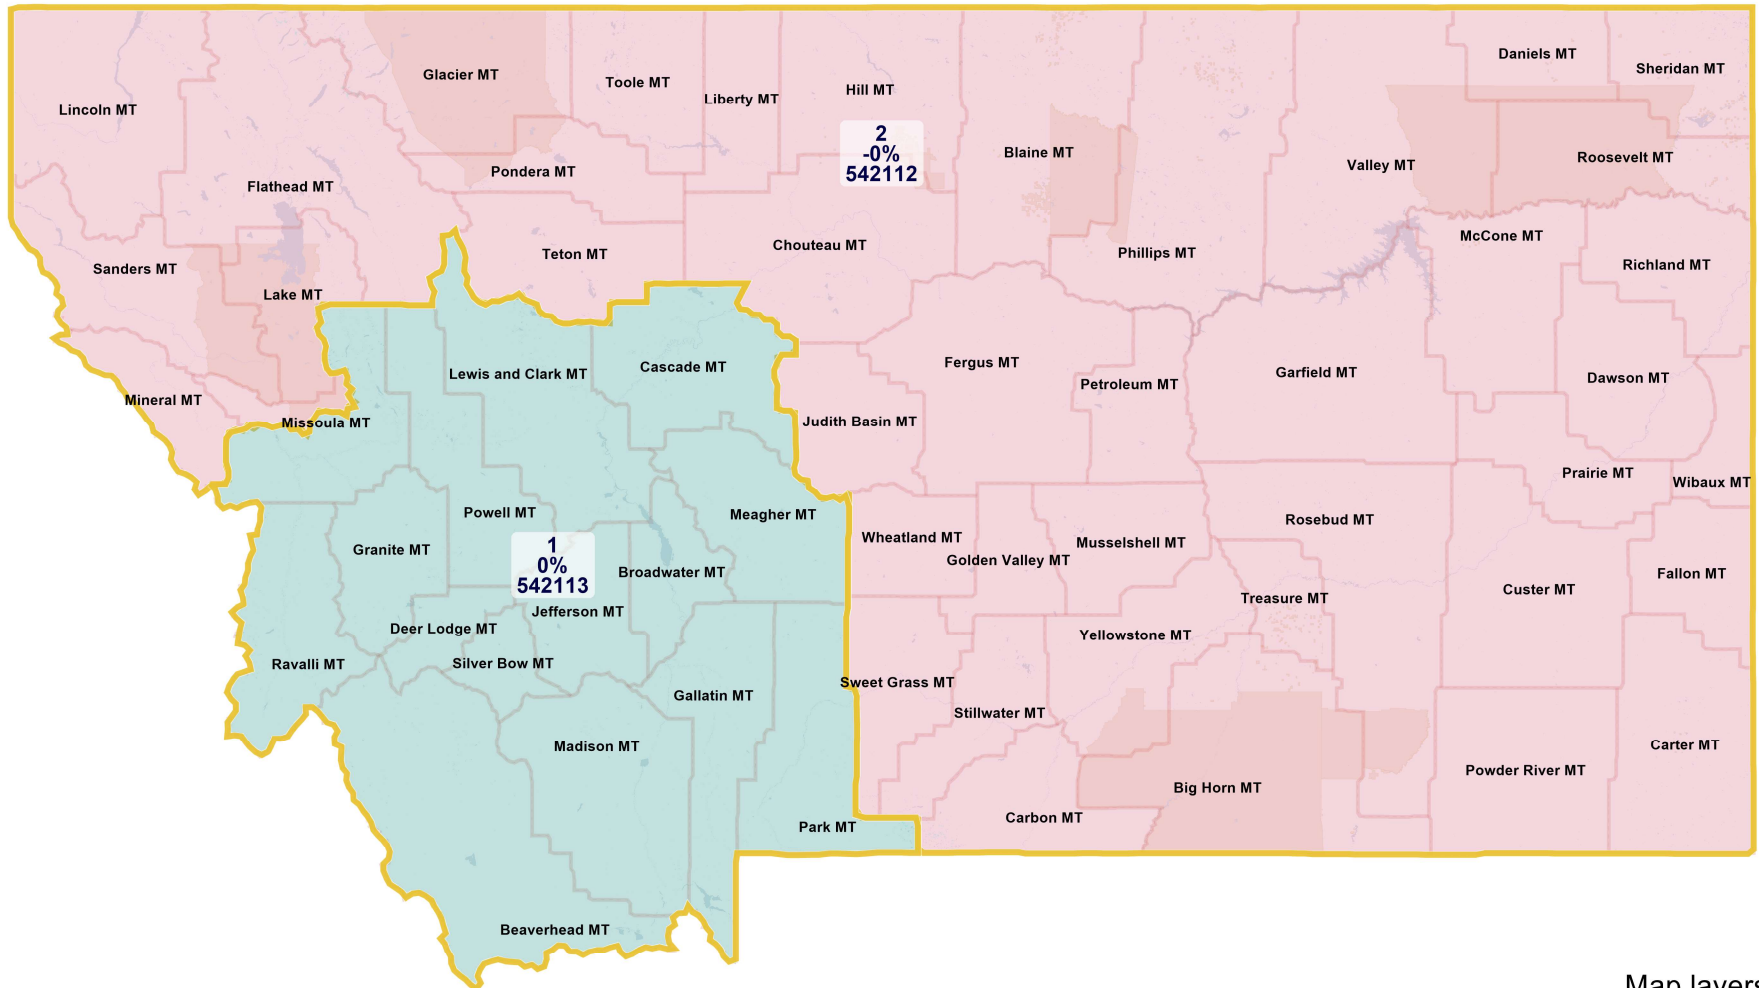 Daniels MT
Sheridan MT
Glacier MT
Toole MT
Hill MT
Liberty MT
Lincoln MT
2
-0%
542112
Blaine MT
Roosevelt MT
Valley MT
Pondera MT
Flathead MT
McCone MT
Chouteau MT
Teton MT
Phillips MT
Richland MT
Sanders MT
Lake MT
Fergus MT
Cascade MT
Lewis and Clark MT
Garfield MT
Dawson MT
Petroleum MT
Mineral MT
Missoula MT
Judith Basin MT
Prairie MT
Wibaux MT
Powell MT
Meagher MT
Rosebud MT
Wheatland MT
Musselshell MT
Granite MT
1
0%
542113
Golden Valley MT
Broadwater MT
Fallon MT
Custer MT
Treasure MT
Jefferson MT
Deer Lodge MT
Yellowstone MT
Ravalli MT
Silver Bow MT
Sweet Grass MT
Gallatin MT
Stillwater MT
Madison MT
Carter MT
Powder River MT
Big Horn MT
Carbon MT
Park MT
Beaverhead MT
Map layers